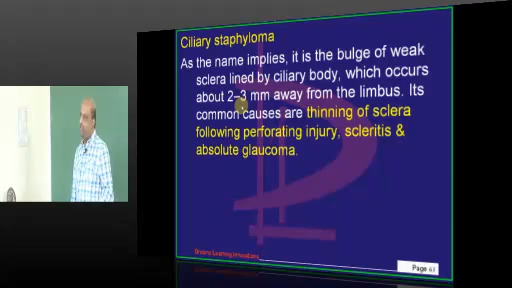 Ciliary staphyloma
As the name implies, it is the bulge of weak
sclera lined by ciliary body, which occurs
about 2–3 mm away from the limbus. Its
common causes are thinning of sclera
following perforating injury, scleritis &
absolute glaucoma.
Page 61